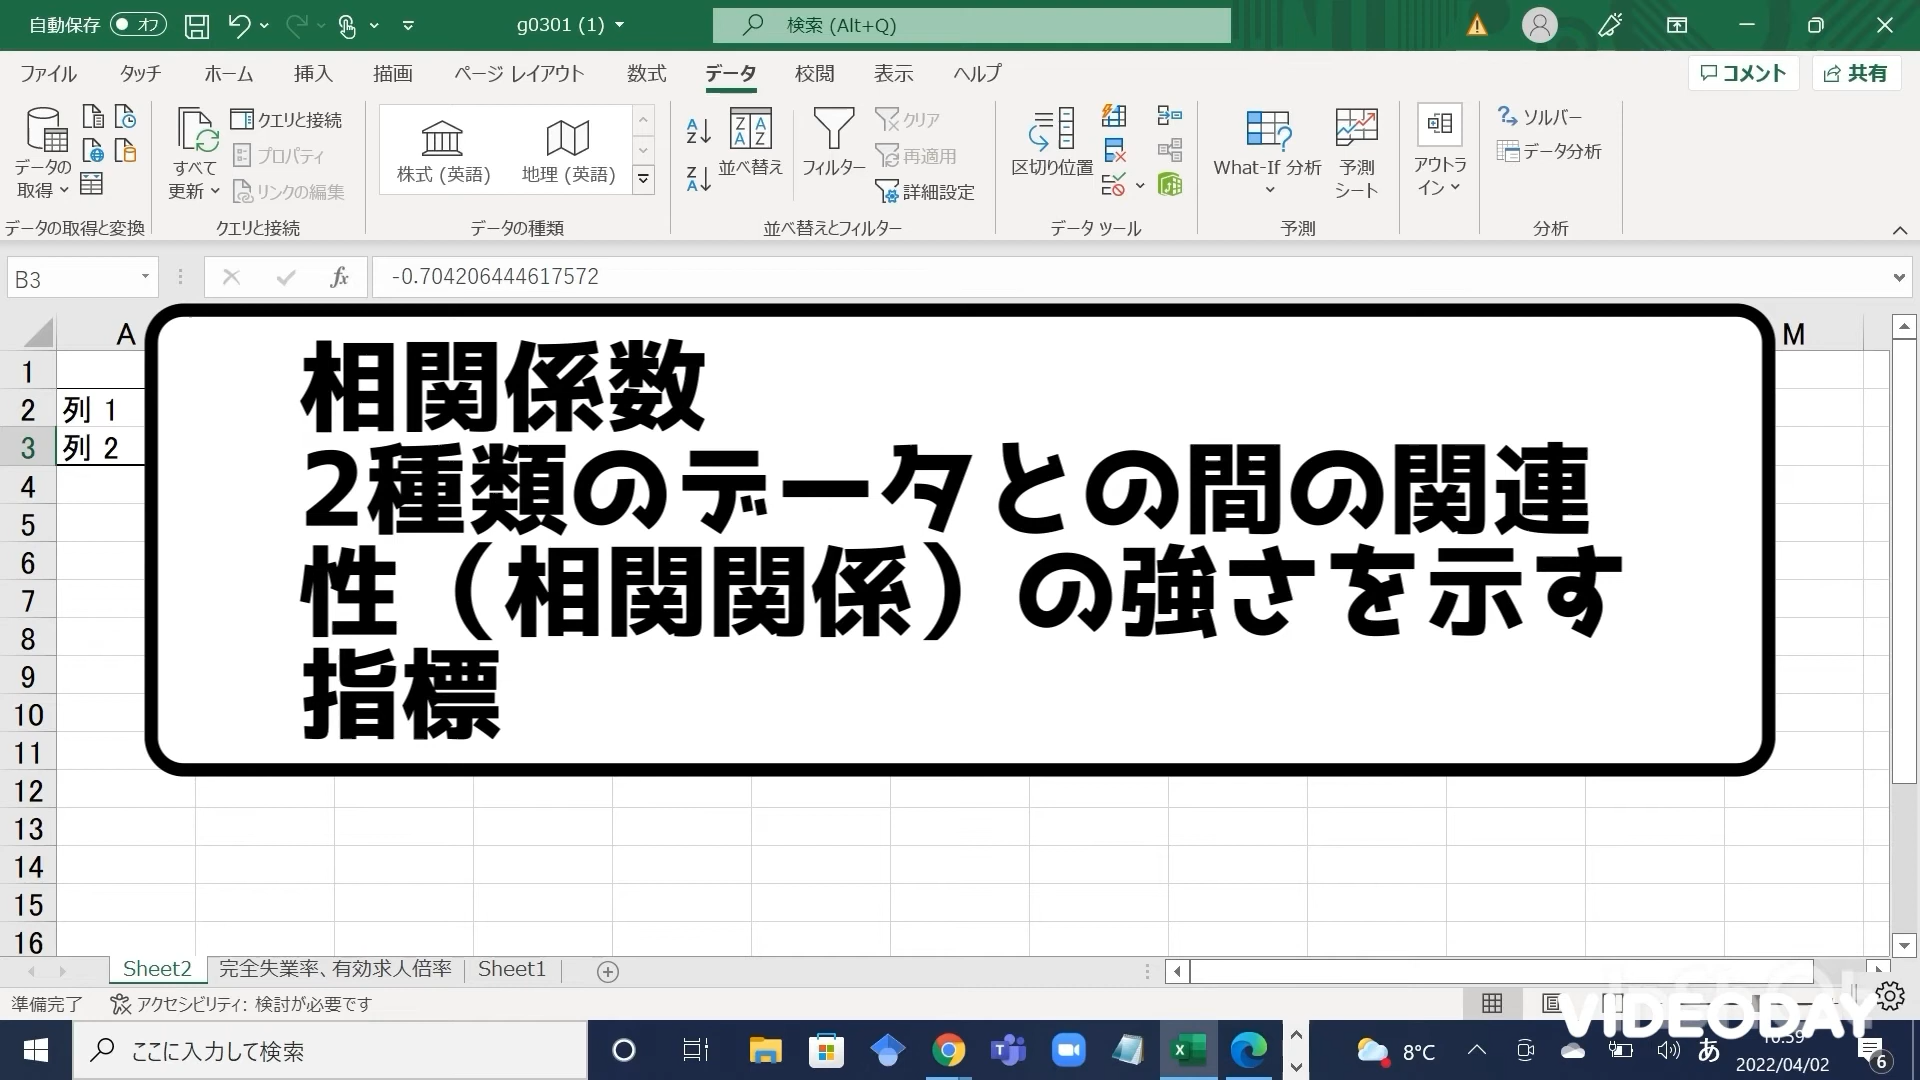 自動保存 オフ g0301 (1) 検索 (Alt+Q)
ファイル タッチ ホーム 挿入 描画 ページ レイアウト 数式 データ 校閲 表示 ヘルプ コメント 共有
データの取得 すべて更新 クエリと接続 プロパティ リンクの編集 株式 (英語) 地理 (英語) 並べ替え フィルター クリア 再適用 詳細設定 区切り位置 What-If 分析 予測シート アウトライン ソルバー データ分析
データの取得と変換 クエリと接続 データの種類 並べ替えとフィルター データ ツール 予測 分析
B3 fx -0.704206444617572
A M
1
2 列 1
3 列 2
相関係数
2種類のデータとの間の関連
性（相関関係）の強さを示す
指標
4
5
6
7
8
9
10
11
12
13
14
15
16
Sheet2 完全失業率、有効求人倍率 Sheet1
準備完了 アクセシビリティ: 検討が必要です
VIDEODAY
ここに入力して検索 8°C あ 2022/04/02 6